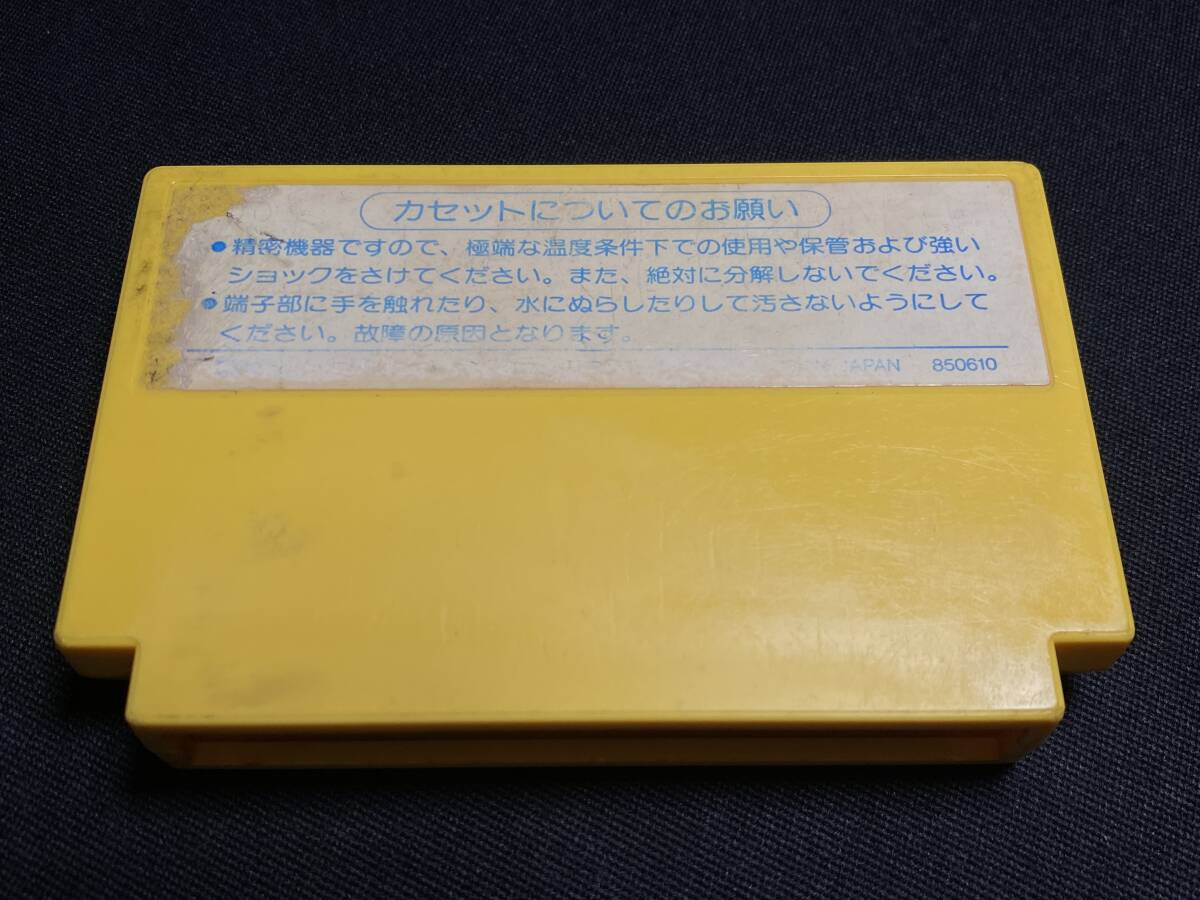 カセットについてのお願い
●精密機器ですので、極端な温度条件下での使用や保管および強い
ショックをさけてください。また、絶対に分解しないでください。
●端子部に手を触れたり、水にぬらしたりして汚さないようにして
ください。故障の原因となります。
JAPAN 850610